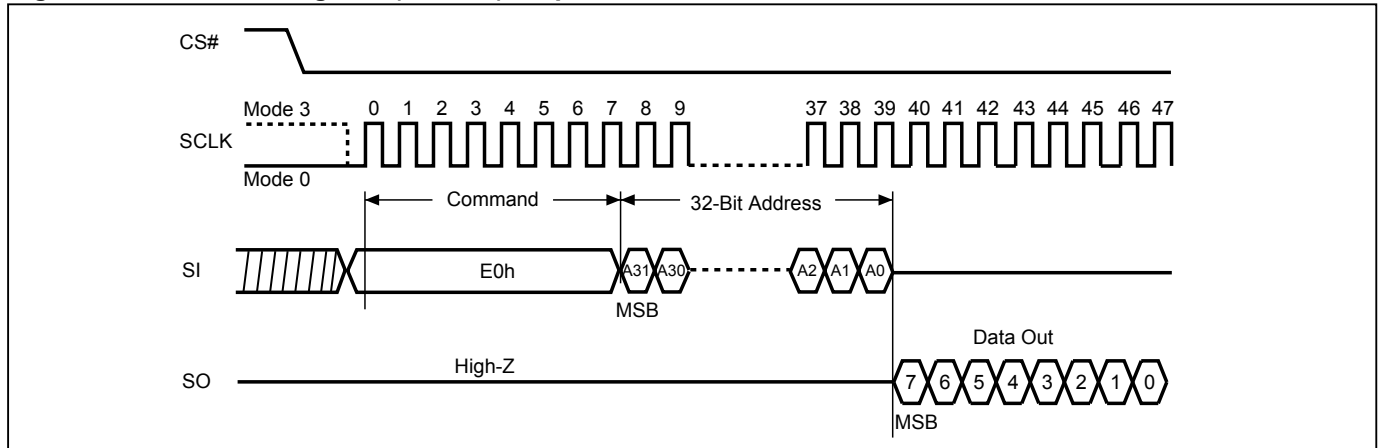 CS#
Mode 3 0 1 2 3 4 5 6 7 8 9 37 38 39 40 41 42 43 44 45 46 47
SCLK
Mode 0
Command 32-Bit Address
SI E0h A31 A30 A2 A1 A0
MSB
Data Out
High-Z
SO 7 6 5 4 3 2 1 0
MSB